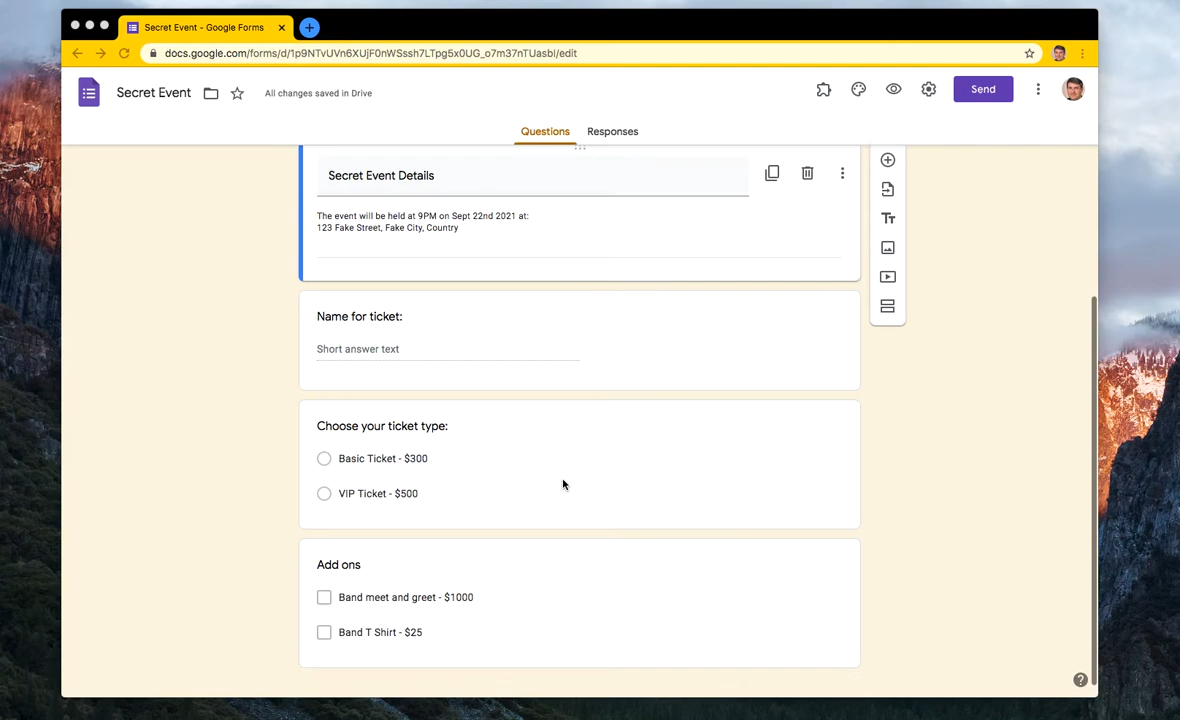 Secret Event - Google Forms
docs.google.com/forms/d/1p9NTvUVn6XUjF0nWSssh7LTpg5x0UG_o7m37nTUasbI/edit
Secret Event
All changes saved in Drive
Send
Questions
Responses
Secret Event Details
The event will be held at 9PM on Sept 22nd 2021 at:
123 Fake Street, Fake City, Country
Name for ticket:
Short answer text
Choose your ticket type:
Basic Ticket - $300
VIP Ticket - $500
Add ons
Band meet and greet - $1000
Band T Shirt - $25